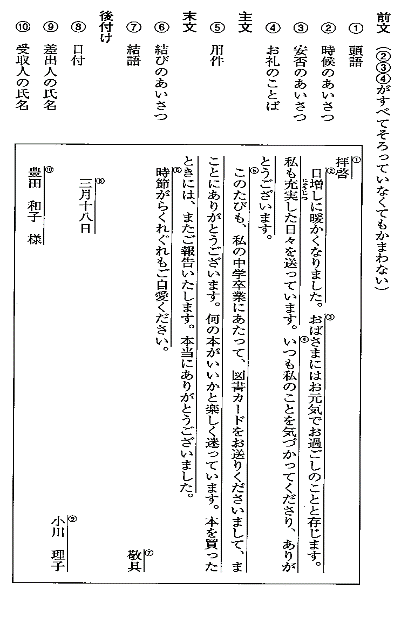 前文（②③④がすべてそろっていなくてもかまわない）
①頭語
②時候のあいさつ
③安否のあいさつ
④お礼のことば
主文
⑤用件
末文
⑥結びのあいさつ
⑦結語
後付け
⑧日付
⑨差出人の氏名
⑩受取人の氏名
①拝啓
②日増しに暖かくなりました。③おばさまにはお元気でお過ごしのことと存じます。
私も充実した日々を送っています。④いつも私のことを気づかってくださり、ありが
とうございます。
⑤このたびも、私の中学卒業にあたって、図書カードをお送りくださいまして、ま
ことにありがとうございます。何の本がいいかと楽しく迷っています。本を買った
ときには、またご報告いたします。本当にありがとうございました。
⑥時節がらくれぐれもご自愛ください。
⑦敬具
⑧三月十八日
⑨小川　理子
⑩豊田　和子　様